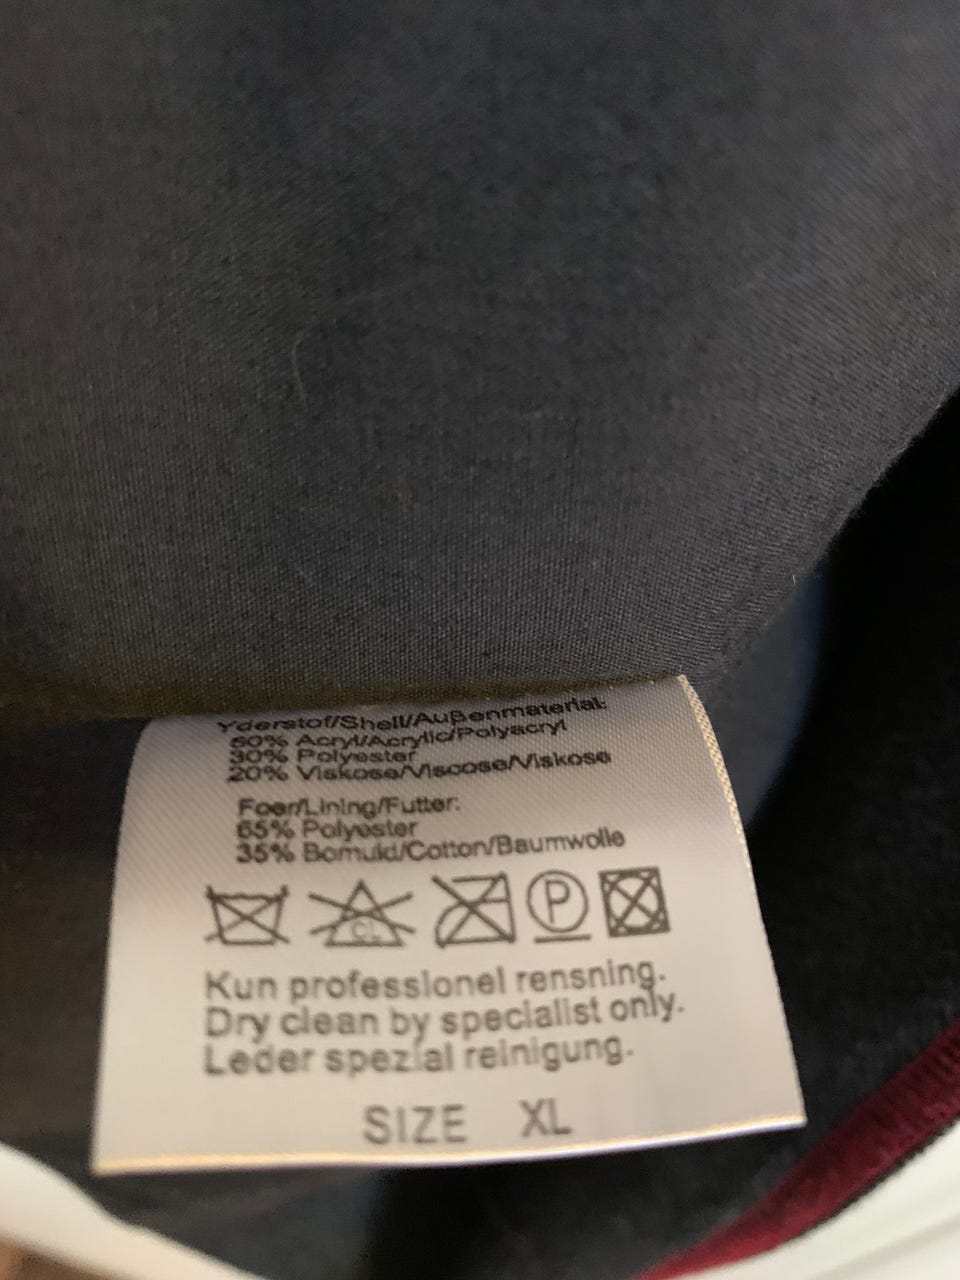 Yderstof/Shell/Außenmaterial:
50% Acryl/Acrylic/Polyacryl
30% Polyester
20% Viskose/Viscose/Viskose
Foer/Lining/Futter:
65% Polyester
35% Bomuld/Cotton/Baumwolle
CL P
Kun professionel rensning.
Dry clean by specialist only.
Leder spezial reinigung.
SIZE XL